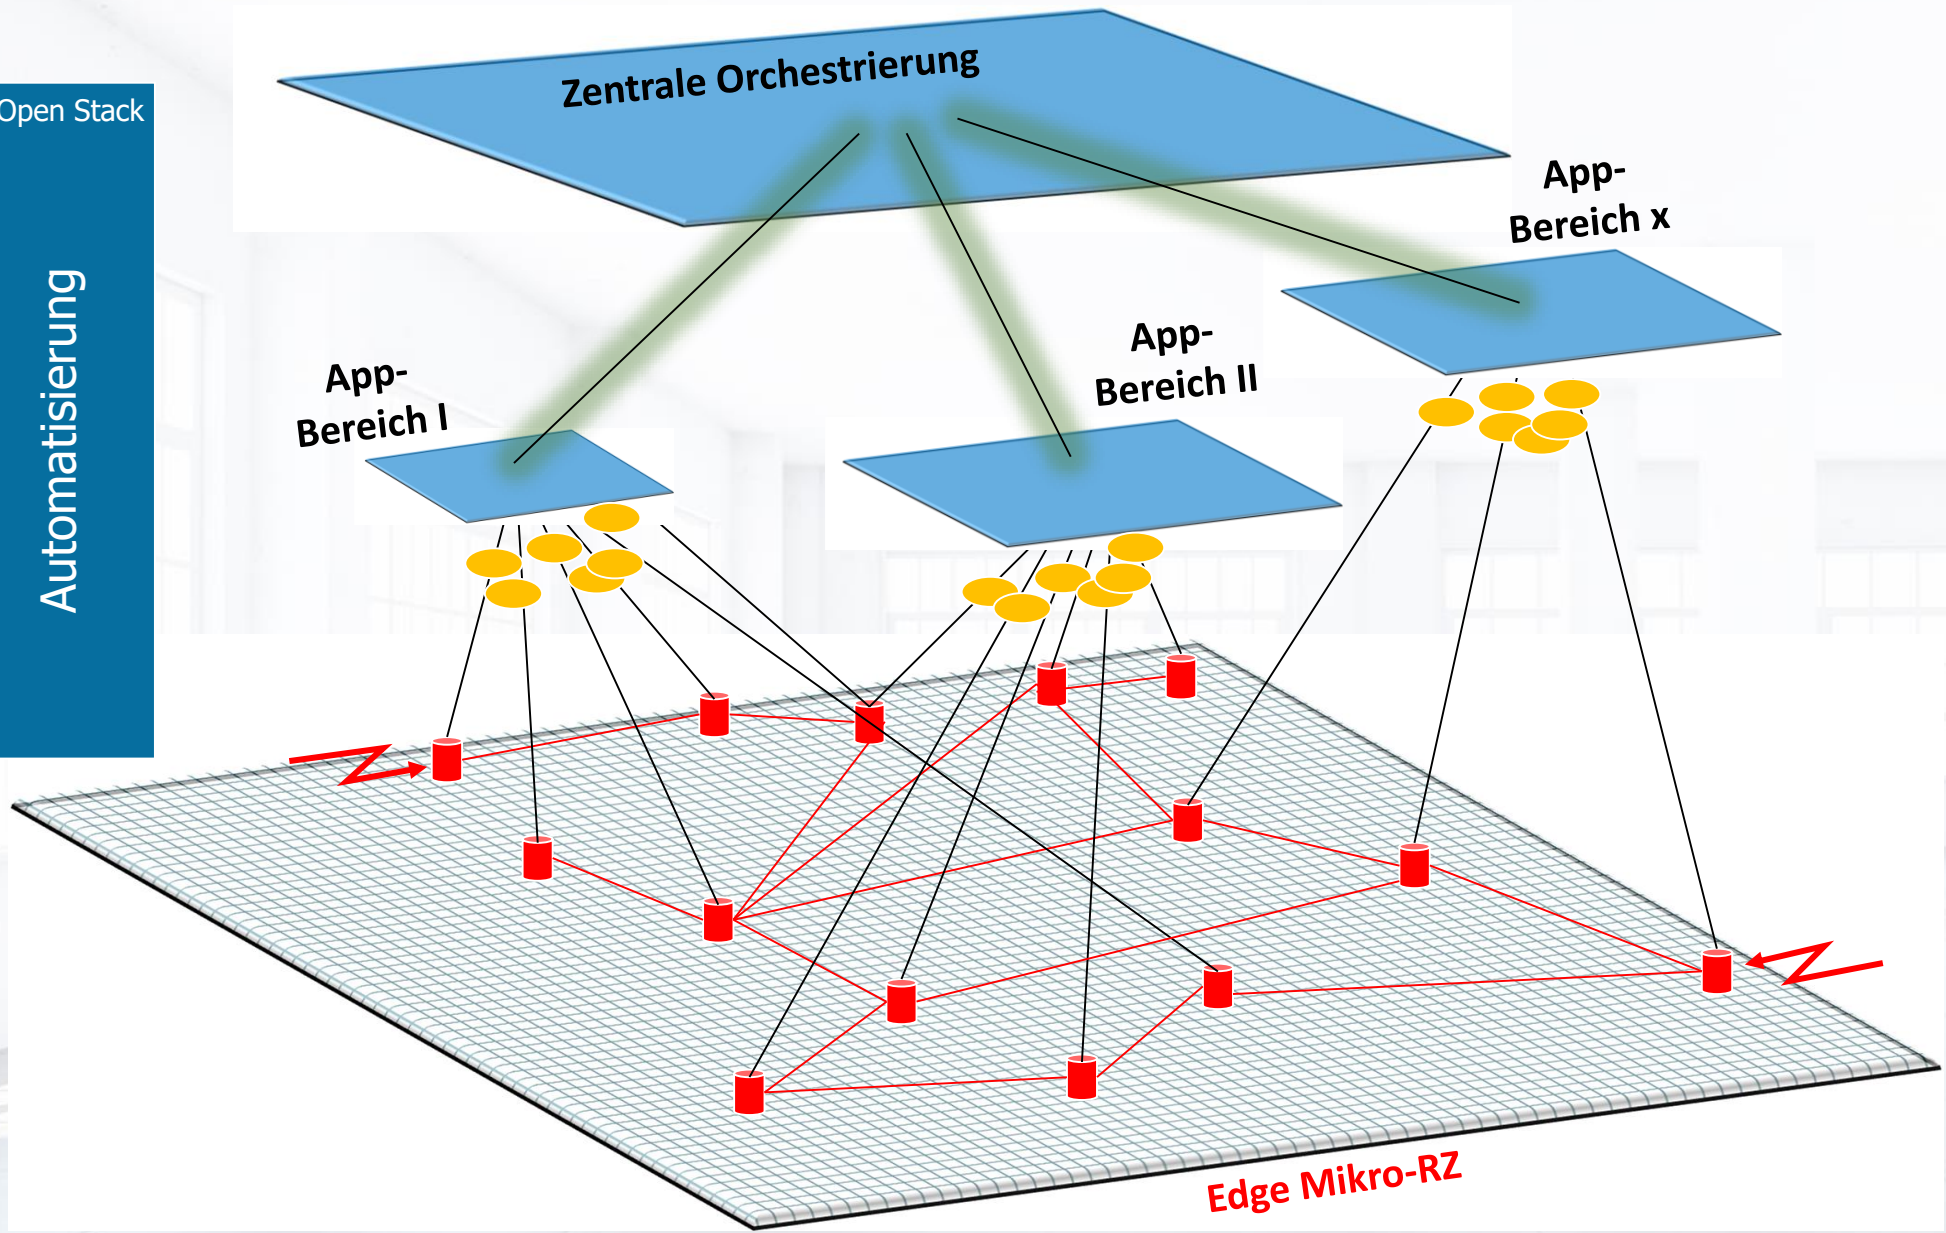 Zentrale Orchestrierung
Open Stack
Automatisierung
App-
Bereich x
App-
Bereich II
App-
Bereich I
Edge Mikro-RZ